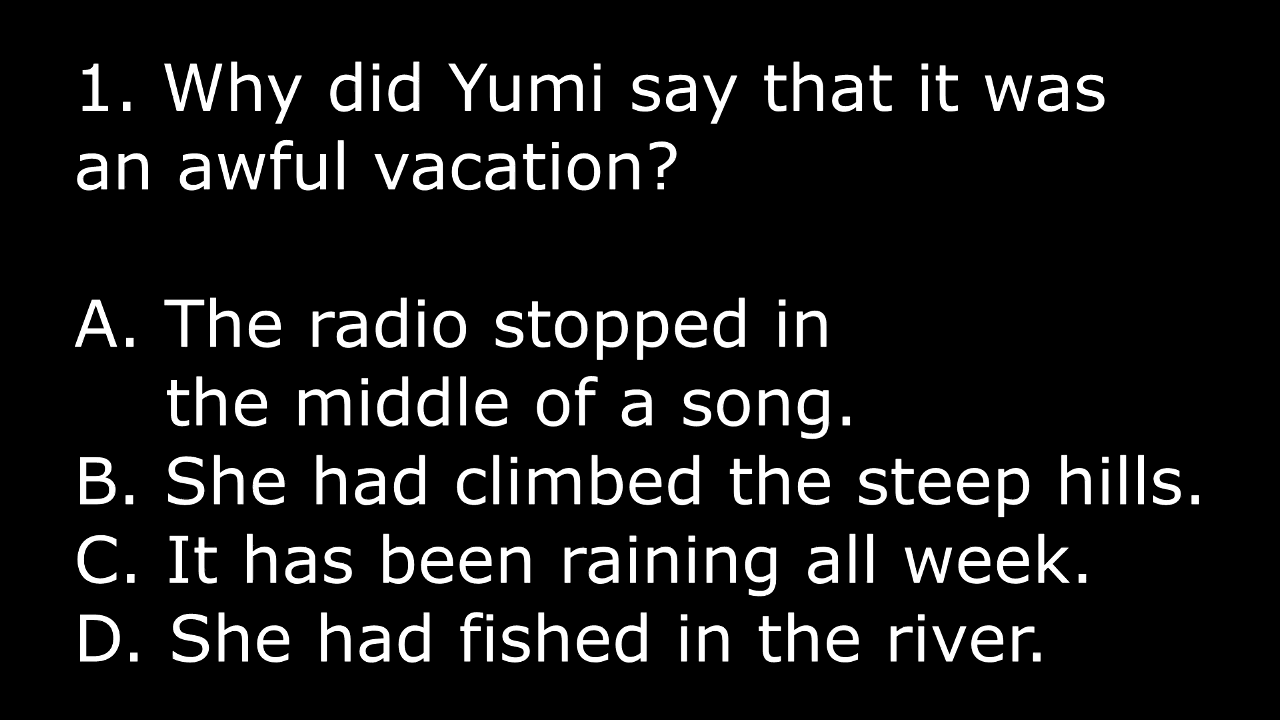 1. Why did Yumi say that it was
an awful vacation?
A. The radio stopped in
the middle of a song.
B. She had climbed the steep hills.
C. It has been raining all week.
D. She had fished in the river.